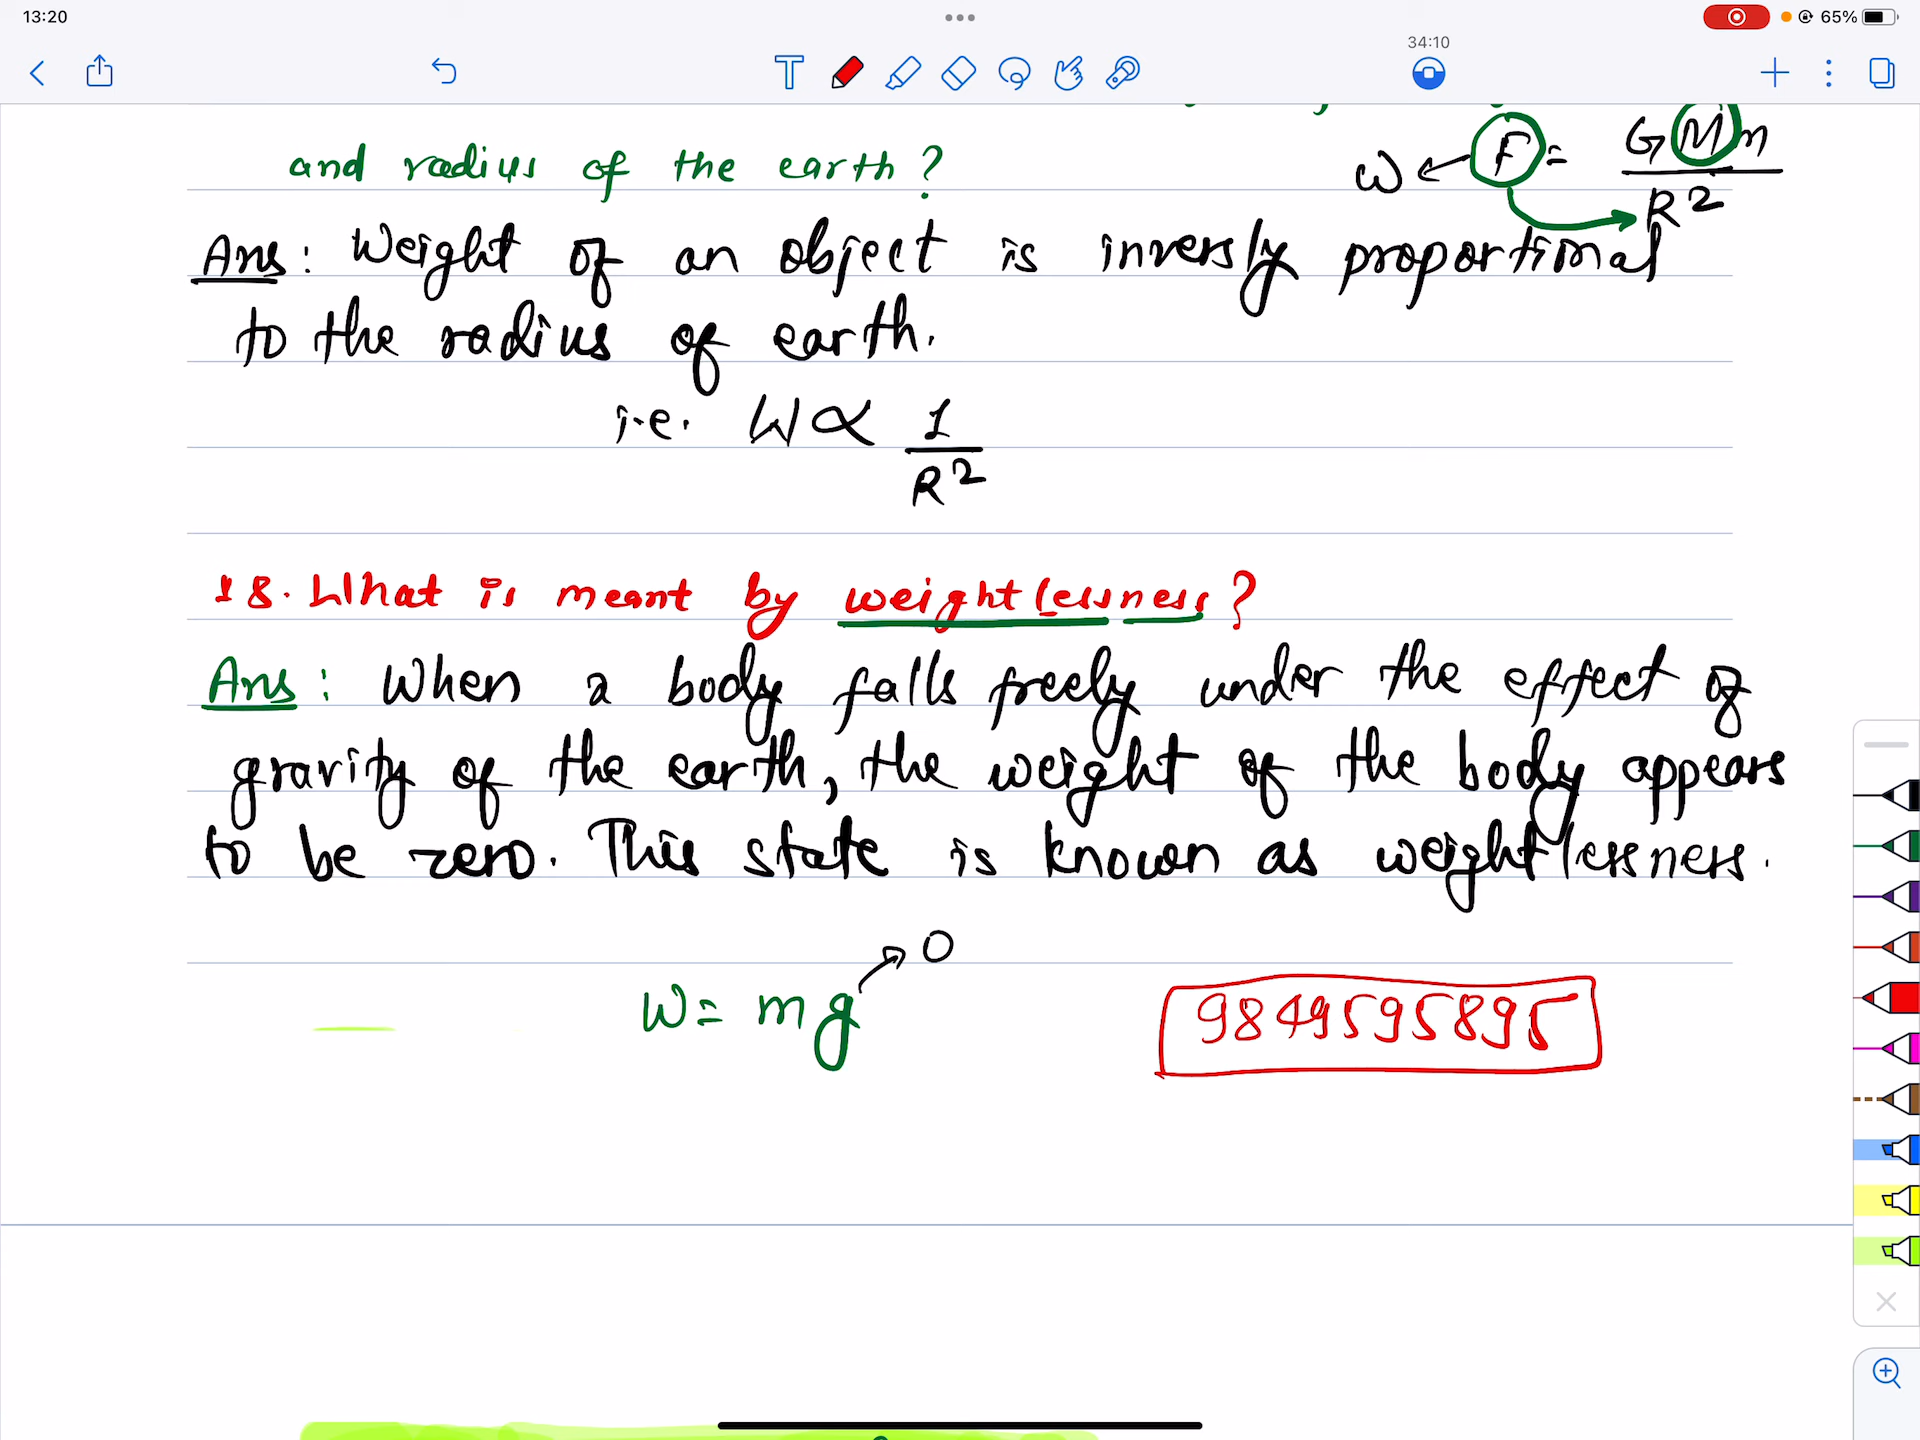 13:20
65%
34:10
and radius of the earth?
W ← F = GMm / R²
Ans: Weight of an object is inversly proportional
to the radius of earth.
i.e. W ∝ 1 / R²
18. What is meant by weightlessness?
Ans: When a body falls freely under the effect of
gravity of the earth, the weight of the body appears
to be zero. This state is known as weightlessness.
W = mg → 0
9849595895